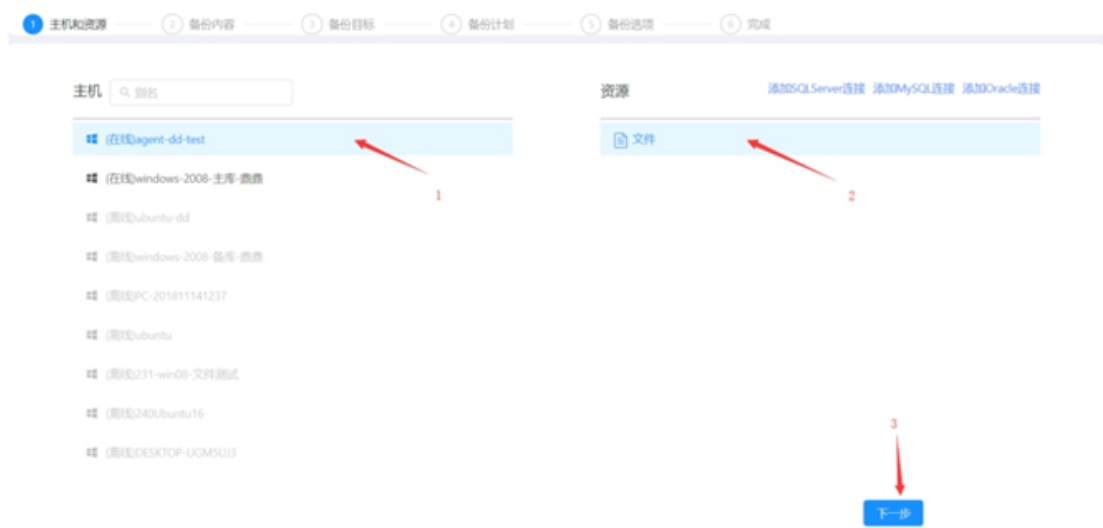 1 主机和资源 2 备份内容 3 备份目标 4 备份计划 5 备份选项 6 完成
主机 别名
资源 添加SQLServer连接 添加MySQL连接 添加Oracle连接
(在线)agent-dd-test
文件
(在线)windows-2008-主库-鼎鼎
1
2
(离线)ubuntu-dd
(离线)windows-2008-备库-鼎鼎
(离线)PC-201811141237
(离线)ubuntu
(离线)231-win08-文件测试
(离线)240Ubuntu16
(离线)DESKTOP-UGM5UJ3
3
下一步